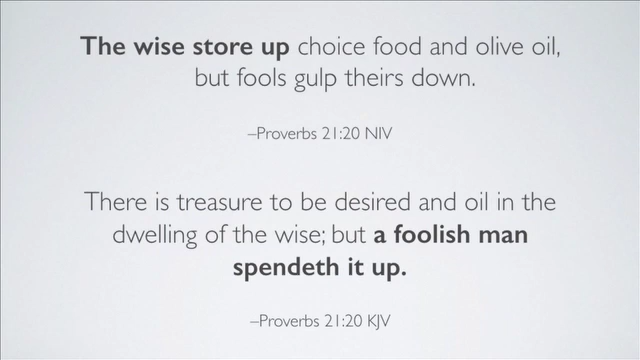 The wise store up choice food and olive oil,
but fools gulp theirs down.
–Proverbs 21:20 NIV
There is treasure to be desired and oil in the
dwelling of the wise; but a foolish man
spendeth it up.
–Proverbs 21:20 KJV